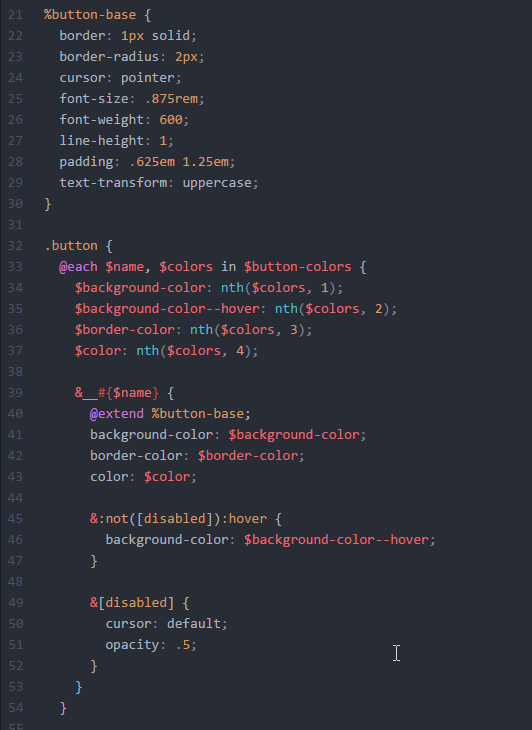 21 %button-base {
22   border: 1px solid;
23   border-radius: 2px;
24   cursor: pointer;
25   font-size: .875rem;
26   font-weight: 600;
27   line-height: 1;
28   padding: .625em 1.25em;
29   text-transform: uppercase;
30 }
31
32 .button {
33   @each $name, $colors in $button-colors {
34     $background-color: nth($colors, 1);
35     $background-color--hover: nth($colors, 2);
36     $border-color: nth($colors, 3);
37     $color: nth($colors, 4);
38
39     &__#{$name} {
40       @extend %button-base;
41       background-color: $background-color;
42       border-color: $border-color;
43       color: $color;
44
45       &:not([disabled]):hover {
46         background-color: $background-color--hover;
47       }
48
49       &[disabled] {
50         cursor: default;
51         opacity: .5;
52       }
53     }
54   }
55